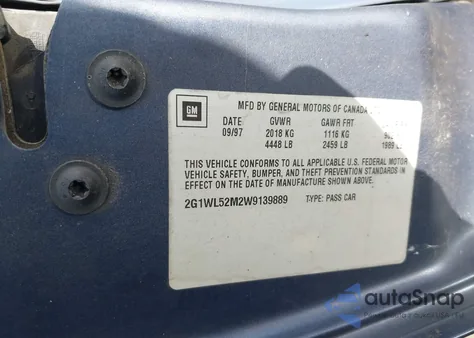 GM
MFD BY GENERAL MOTORS OF CANADA
DATE GVWR GAWR FRT
09/97 2018 KG 1116 KG
4448 LB 2459 LB 1989 LB
THIS VEHICLE CONFORMS TO ALL APPLICABLE U.S. FEDERAL MOTOR
VEHICLE SAFETY, BUMPER, AND THEFT PREVENTION STANDARDS IN
EFFECT ON THE DATE OF MANUFACTURE SHOWN ABOVE.
2G1WL52M2W9139889 TYPE: PASS CAR
autoSnap